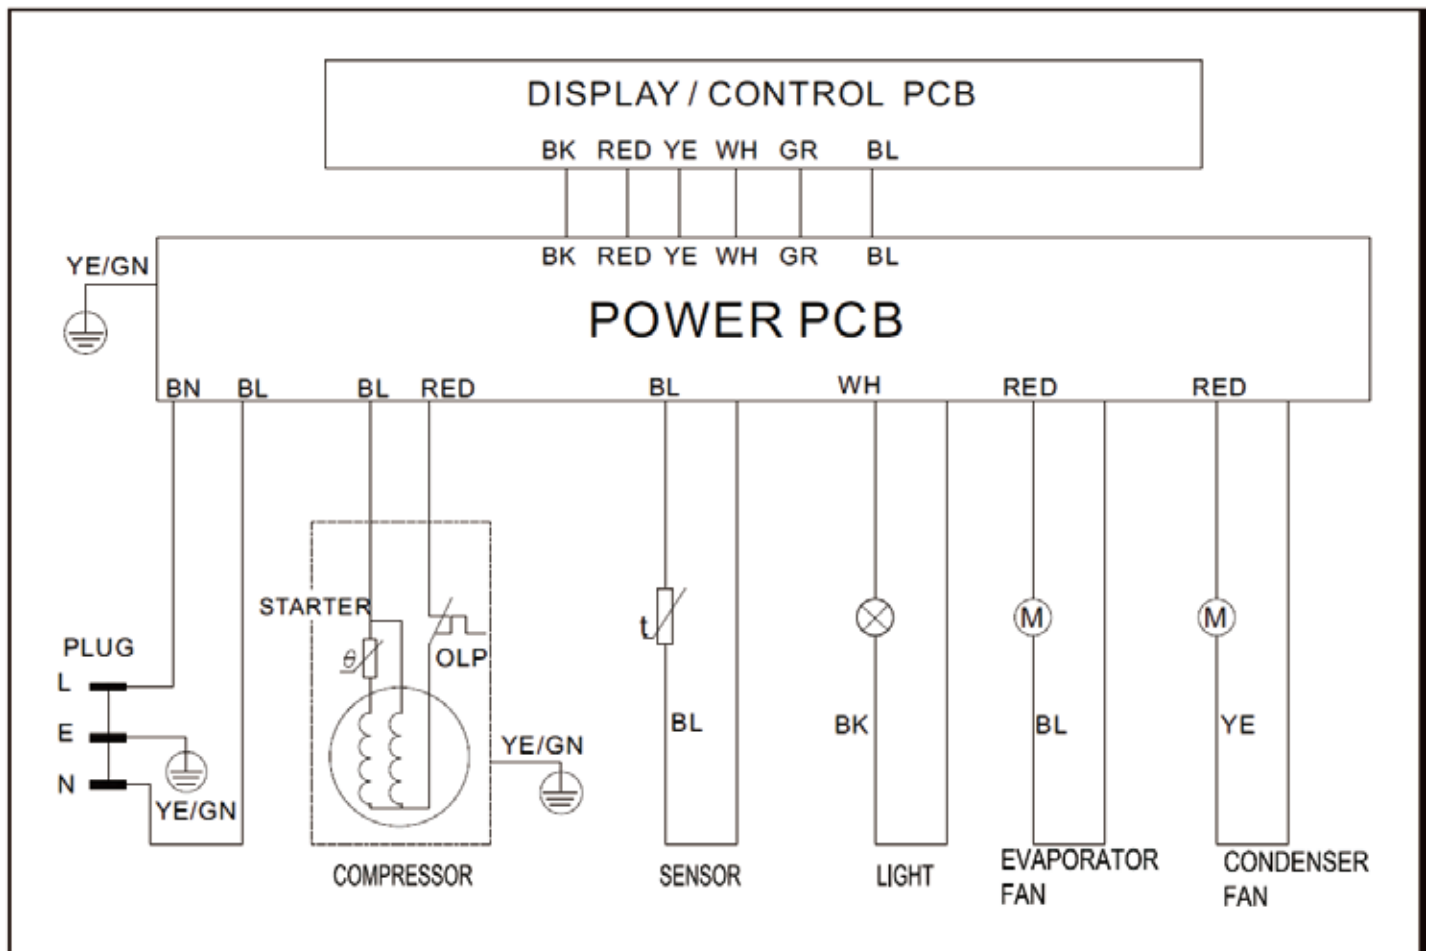 DISPLAY / CONTROL PCB
BK RED YE WH GR BL
BK RED YE WH GR BL
YE/GN
POWER PCB
BN BL BL RED BL WH RED RED
STARTER
θ
OLP
t
M
M
PLUG
L
E
N
YE/GN
YE/GN
BL
BK
BL
YE
COMPRESSOR
SENSOR
LIGHT
EVAPORATOR
FAN
CONDENSER
FAN